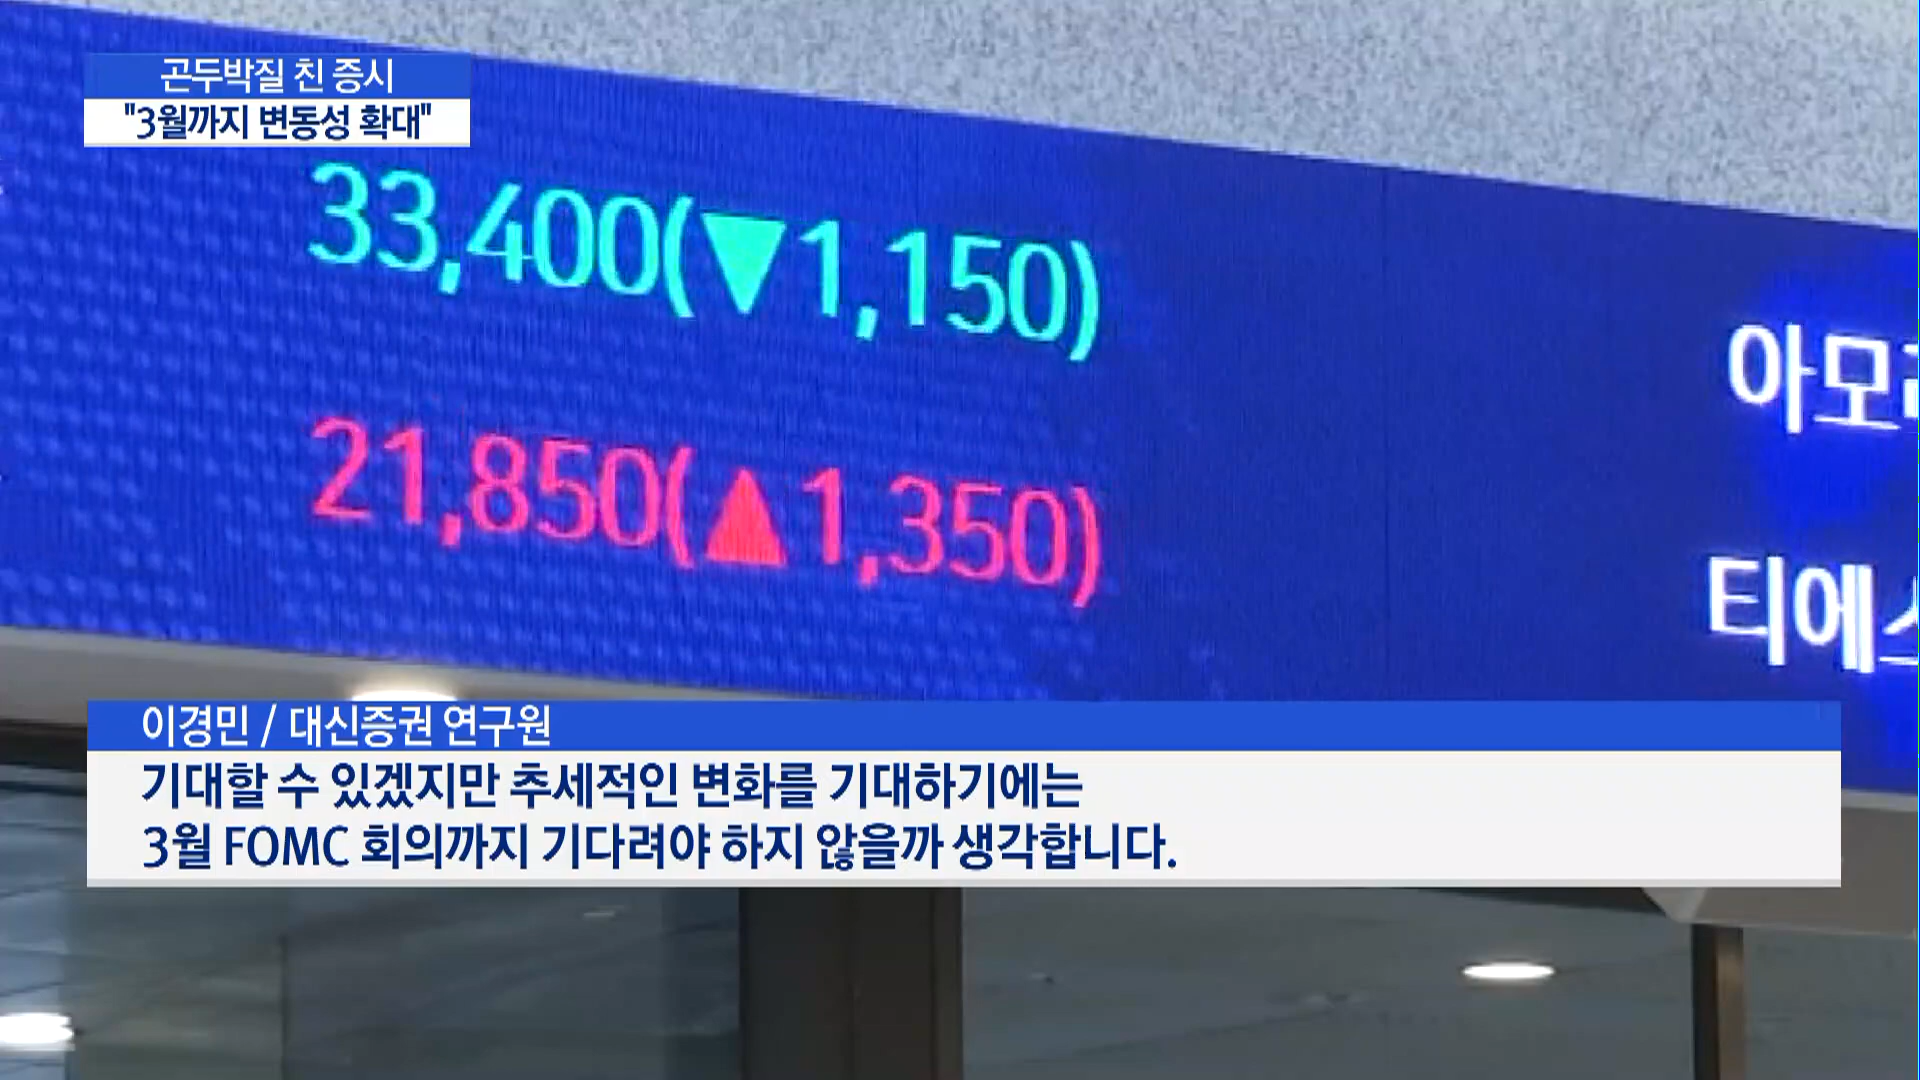 곤두박질 친 증시
"3월까지 변동성 확대"
33,400(▼1,150)
아모
21,850(▲1,350)
티에
이경민 / 대신증권 연구원
기대할 수 있겠지만 추세적인 변화를 기대하기에는
3월 FOMC 회의까지 기다려야 하지 않을까 생각합니다.